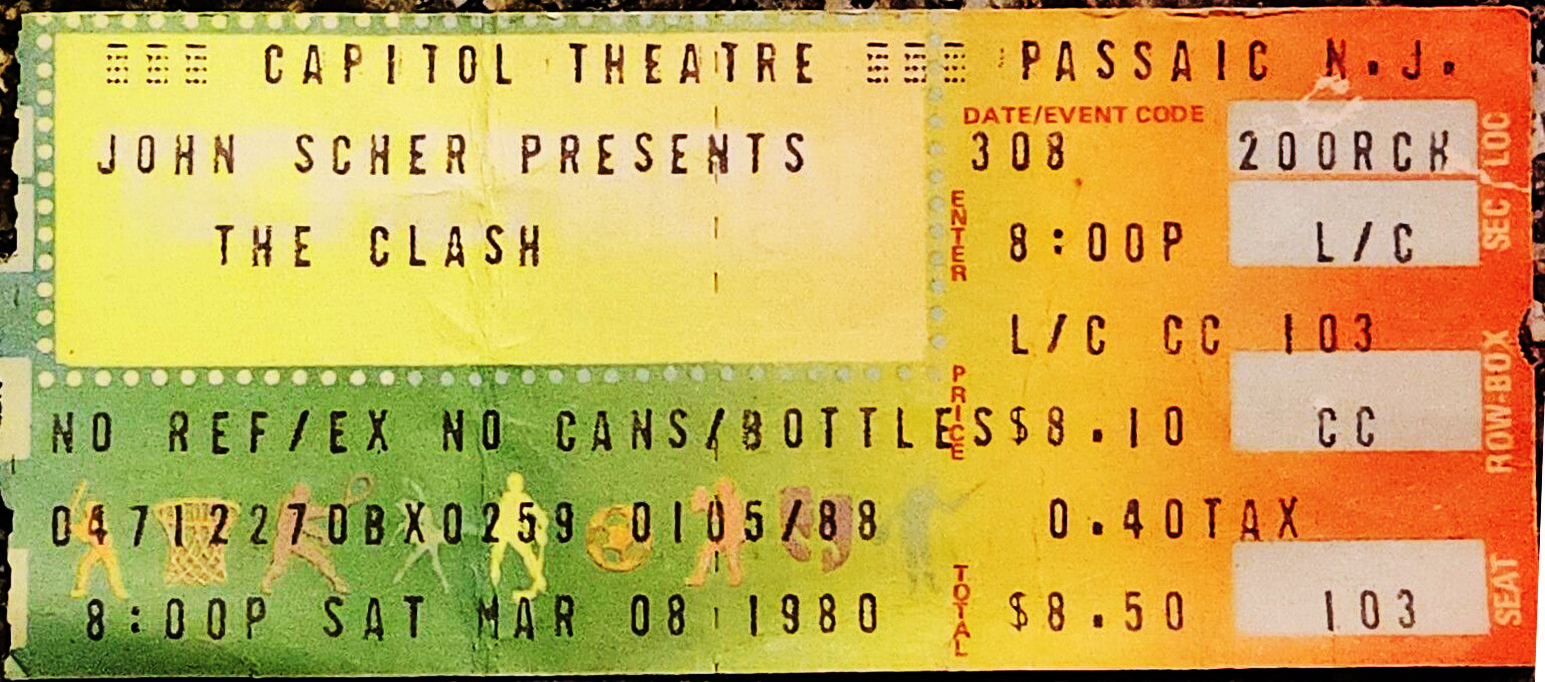 CAPITOL THEATRE PASSAIC N.J.
JOHN SCHER PRESENTS
THE CLASH
DATE/EVENT CODE
308 20ORCH
ENTER
8:00P L/C
SEC/LOC
L/C CC 103
NO REF/EX NO CANS/BOTTLES $8.10 CC
PRICE
ROW-BOX
04712270BX0259 0105/88 0.40TAX
8:00P SAT MAR 08 1980 $8.50 103
TOTAL
SEAT